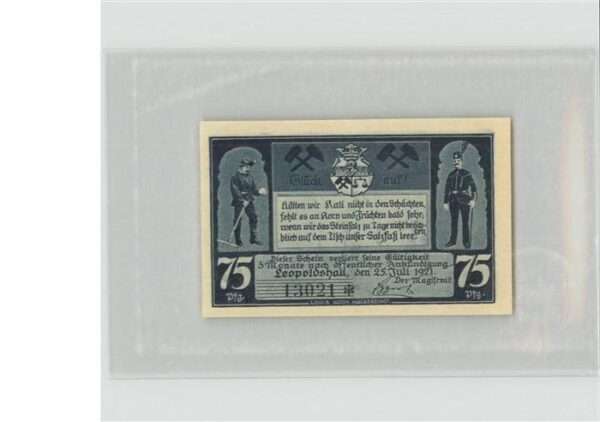 Glück auf!
Hätten wir Kali nicht in den Schächten,
fehlt es an Korn und Früchten bald sehr,
wenn wir das Steinsalz zu Tage nicht
blieb auf dem Tisch unser Salzfaß leer.
Dieser Schein verliert seine Gültigkeit
3 Monate nach öffentlicher Ankündigung
Leopoldshall, den 25. Juli 1921
Der Magistrat
13021 *
75 Pfg.
75 Pfg.